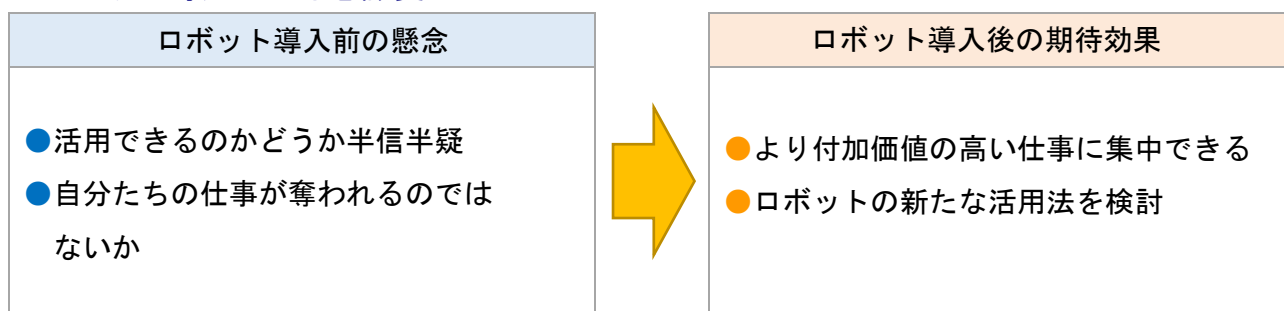 ロボット導入前の懸念
●活用できるのかどうか半信半疑
●自分たちの仕事が奪われるのでは
ないか
ロボット導入後の期待効果
●より付加価値の高い仕事に集中できる
●ロボットの新たな活用法を検討